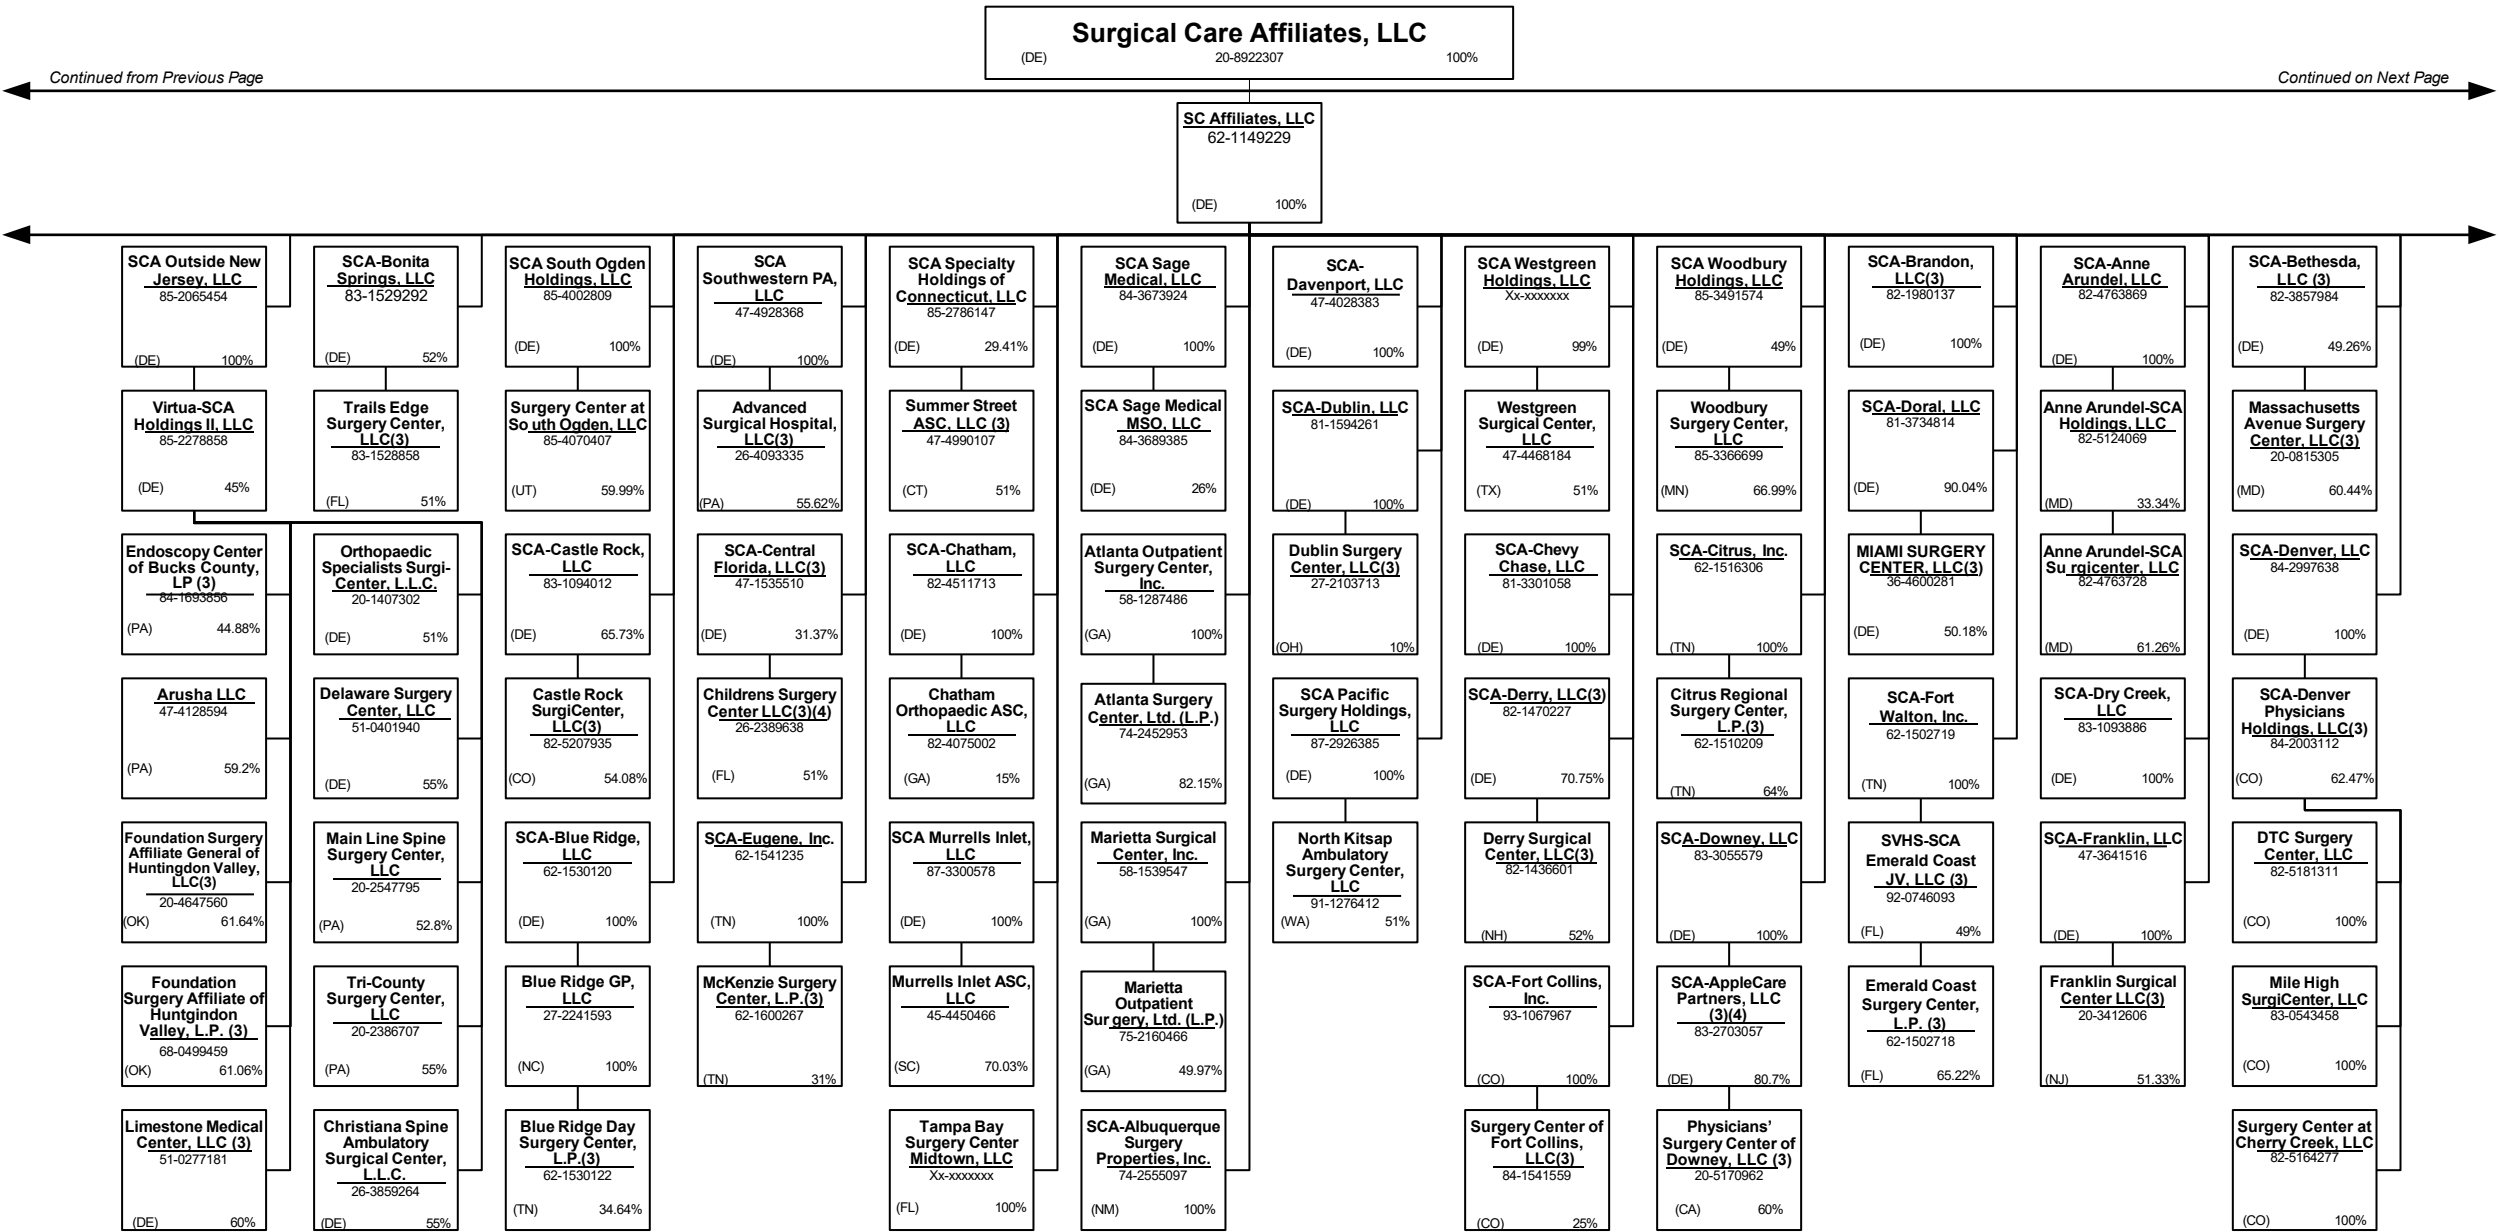 Surgical Care Affiliates, LLC
(DE) 20-8922307 100%
Continued from Previous Page
Continued on Next Page
SC Affiliates, LLC
62-1149229
(DE) 100%
SCA Outside New
Jersey, LLC
85-2065454
(DE) 100%
SCA-Bonita
Springs, LLC
83-1529292
(DE) 52%
SCA South Ogden
Holdings, LLC
85-4002809
(DE) 100%
SCA
Southwestern PA,
LLC
47-4928368
(DE) 100%
SCA Specialty
Holdings of
Connecticut, LLC
85-2786147
(DE) 29.41%
SCA Sage
Medical, LLC
84-3673924
(DE) 100%
SCA-
Davenport, LLC
47-4028383
(DE) 100%
SCA Westgreen
Holdings, LLC
Xx-xxxxxxx
(DE) 99%
SCA Woodbury
Holdings, LLC
85-3491574
(DE) 49%
SCA-Brandon,
LLC(3)
82-1980137
(DE) 100%
SCA-Anne
Arundel, LLC
82-4763869
(DE) 100%
SCA-Bethesda,
LLC (3)
82-3857984
(DE) 49.26%
Virtua-SCA
Holdings II, LLC
85-2278858
(DE) 45%
Trails Edge
Surgery Center,
LLC(3)
83-1528858
(FL) 51%
Surgery Center at
South Ogden, LLC
85-4070407
(UT) 59.99%
Advanced
Surgical Hospital,
LLC(3)
26-4093335
(PA) 55.62%
Summer Street
ASC, LLC (3)
47-4990107
(CT) 51%
SCA Sage Medical
MSO, LLC
84-3689385
(DE) 26%
SCA-Dublin, LLC
81-1594261
(DE) 100%
Westgreen
Surgical Center,
LLC
47-4468184
(TX) 51%
Woodbury
Surgery Center,
LLC
85-3366699
(MN) 66.99%
SCA-Doral, LLC
81-3734814
(DE) 90.04%
Anne Arundel-SCA
Holdings, LLC
82-5124069
(MD) 33.34%
Massachusetts
Avenue Surgery
Center, LLC(3)
20-0815305
(MD) 60.44%
Endoscopy Center
of Bucks County,
LP (3)
84-1693856
(PA) 44.88%
Orthopaedic
Specialists Surgi-
Center, L.L.C.
20-1407302
(DE) 51%
SCA-Castle Rock,
LLC
83-1094012
(DE) 65.73%
SCA-Central
Florida, LLC(3)
47-1535510
(DE) 31.37%
SCA-Chatham,
LLC
82-4511713
(DE) 100%
Atlanta Outpatient
Surgery Center,
Inc.
58-1287486
(GA) 100%
Dublin Surgery
Center, LLC(3)
27-2103713
(OH) 10%
SCA-Chevy
Chase, LLC
81-3301058
(DE) 100%
SCA-Citrus, Inc.
62-1516306
(TN) 100%
MIAMI SURGERY
CENTER, LLC(3)
36-4600281
(DE) 50.18%
Anne Arundel-SCA
Surgicenter, LLC
82-4763728
(MD) 61.26%
SCA-Denver, LLC
84-2997638
(DE) 100%
Arusha LLC
47-4128594
(PA) 59.2%
Delaware Surgery
Center, LLC
51-0401940
(DE) 55%
Castle Rock
SurgiCenter,
LLC(3)
82-5207935
(CO) 54.08%
Childrens Surgery
Center LLC(3)(4)
26-2389638
(FL) 51%
Chatham
Orthopaedic ASC,
LLC
82-4075002
(GA) 15%
Atlanta Surgery
Center, Ltd. (L.P.)
74-2452953
(GA) 82.15%
SCA Pacific
Surgery Holdings,
LLC
87-2926385
(DE) 100%
SCA-Derry, LLC(3)
82-1470227
(DE) 70.75%
Citrus Regional
Surgery Center,
L.P.(3)
62-1510209
(TN) 64%
SCA-Fort
Walton, Inc.
62-1502719
(TN) 100%
SCA-Dry Creek,
LLC
83-1093886
(DE) 100%
SCA-Denver
Physicians
Holdings, LLC(3)
84-2003112
(CO) 62.47%
Foundation Surgery
Affiliate General of
Huntingdon Valley,
LLC(3)
20-4647560
(OK) 61.64%
Main Line Spine
Surgery Center,
LLC
20-2547795
(PA) 52.8%
SCA-Blue Ridge,
LLC
62-1530120
(DE) 100%
SCA-Eugene, Inc.
62-1541235
(TN) 100%
SCA Murrells Inlet,
LLC
87-3300578
(DE) 100%
Marietta Surgical
Center, Inc.
58-1539547
(GA) 100%
North Kitsap
Ambulatory
Surgery Center,
LLC
91-1276412
(WA) 51%
Derry Surgical
Center, LLC(3)
82-1436601
(NH) 52%
SCA-Downey, LLC
83-3055579
(DE) 100%
SVHS-SCA
Emerald Coast
JV, LLC (3)
92-0746093
(FL) 49%
SCA-Franklin, LLC
47-3641516
(DE) 100%
DTC Surgery
Center, LLC
82-5181311
(CO) 100%
Foundation
Surgery Affiliate of
Huntgindon
Valley, L.P. (3)
68-0499459
(OK) 61.06%
Tri-County
Surgery Center,
LLC
20-2386707
(PA) 55%
Blue Ridge GP,
LLC
27-2241593
(NC) 100%
McKenzie Surgery
Center, L.P.(3)
62-1600267
(TN) 31%
Murrells Inlet ASC,
LLC
45-4450466
(SC) 70.03%
Marietta
Outpatient
Surgery, Ltd. (L.P.)
75-2160466
(GA) 49.97%
SCA-Fort Collins,
Inc.
93-1067967
(CO) 100%
SCA-AppleCare
Partners, LLC
(3)(4)
83-2703057
(DE) 80.7%
Emerald Coast
Surgery Center,
L.P. (3)
62-1502718
(FL) 65.22%
Franklin Surgical
Center LLC(3)
20-3412606
(NJ) 51.33%
Mile High
SurgiCenter, LLC
83-0543458
(CO) 100%
Limestone Medical
Center, LLC (3)
51-0277181
(DE) 60%
Christiana Spine
Ambulatory
Surgical Center,
L.L.C.
26-3859264
(DE) 55%
Blue Ridge Day
Surgery Center,
L.P.(3)
62-1530122
(TN) 34.64%
Tampa Bay
Surgery Center
Midtown, LLC
Xx-xxxxxxx
(FL) 100%
SCA-Albuquerque
Surgery
Properties, Inc.
74-2555097
(NM) 100%
Surgery Center of
Fort Collins,
LLC(3)
84-1541559
(CO) 25%
Physicians'
Surgery Center of
Downey, LLC (3)
20-5170962
(CA) 60%
Surgery Center at
Cherry Creek, LLC
82-5164277
(CO) 100%